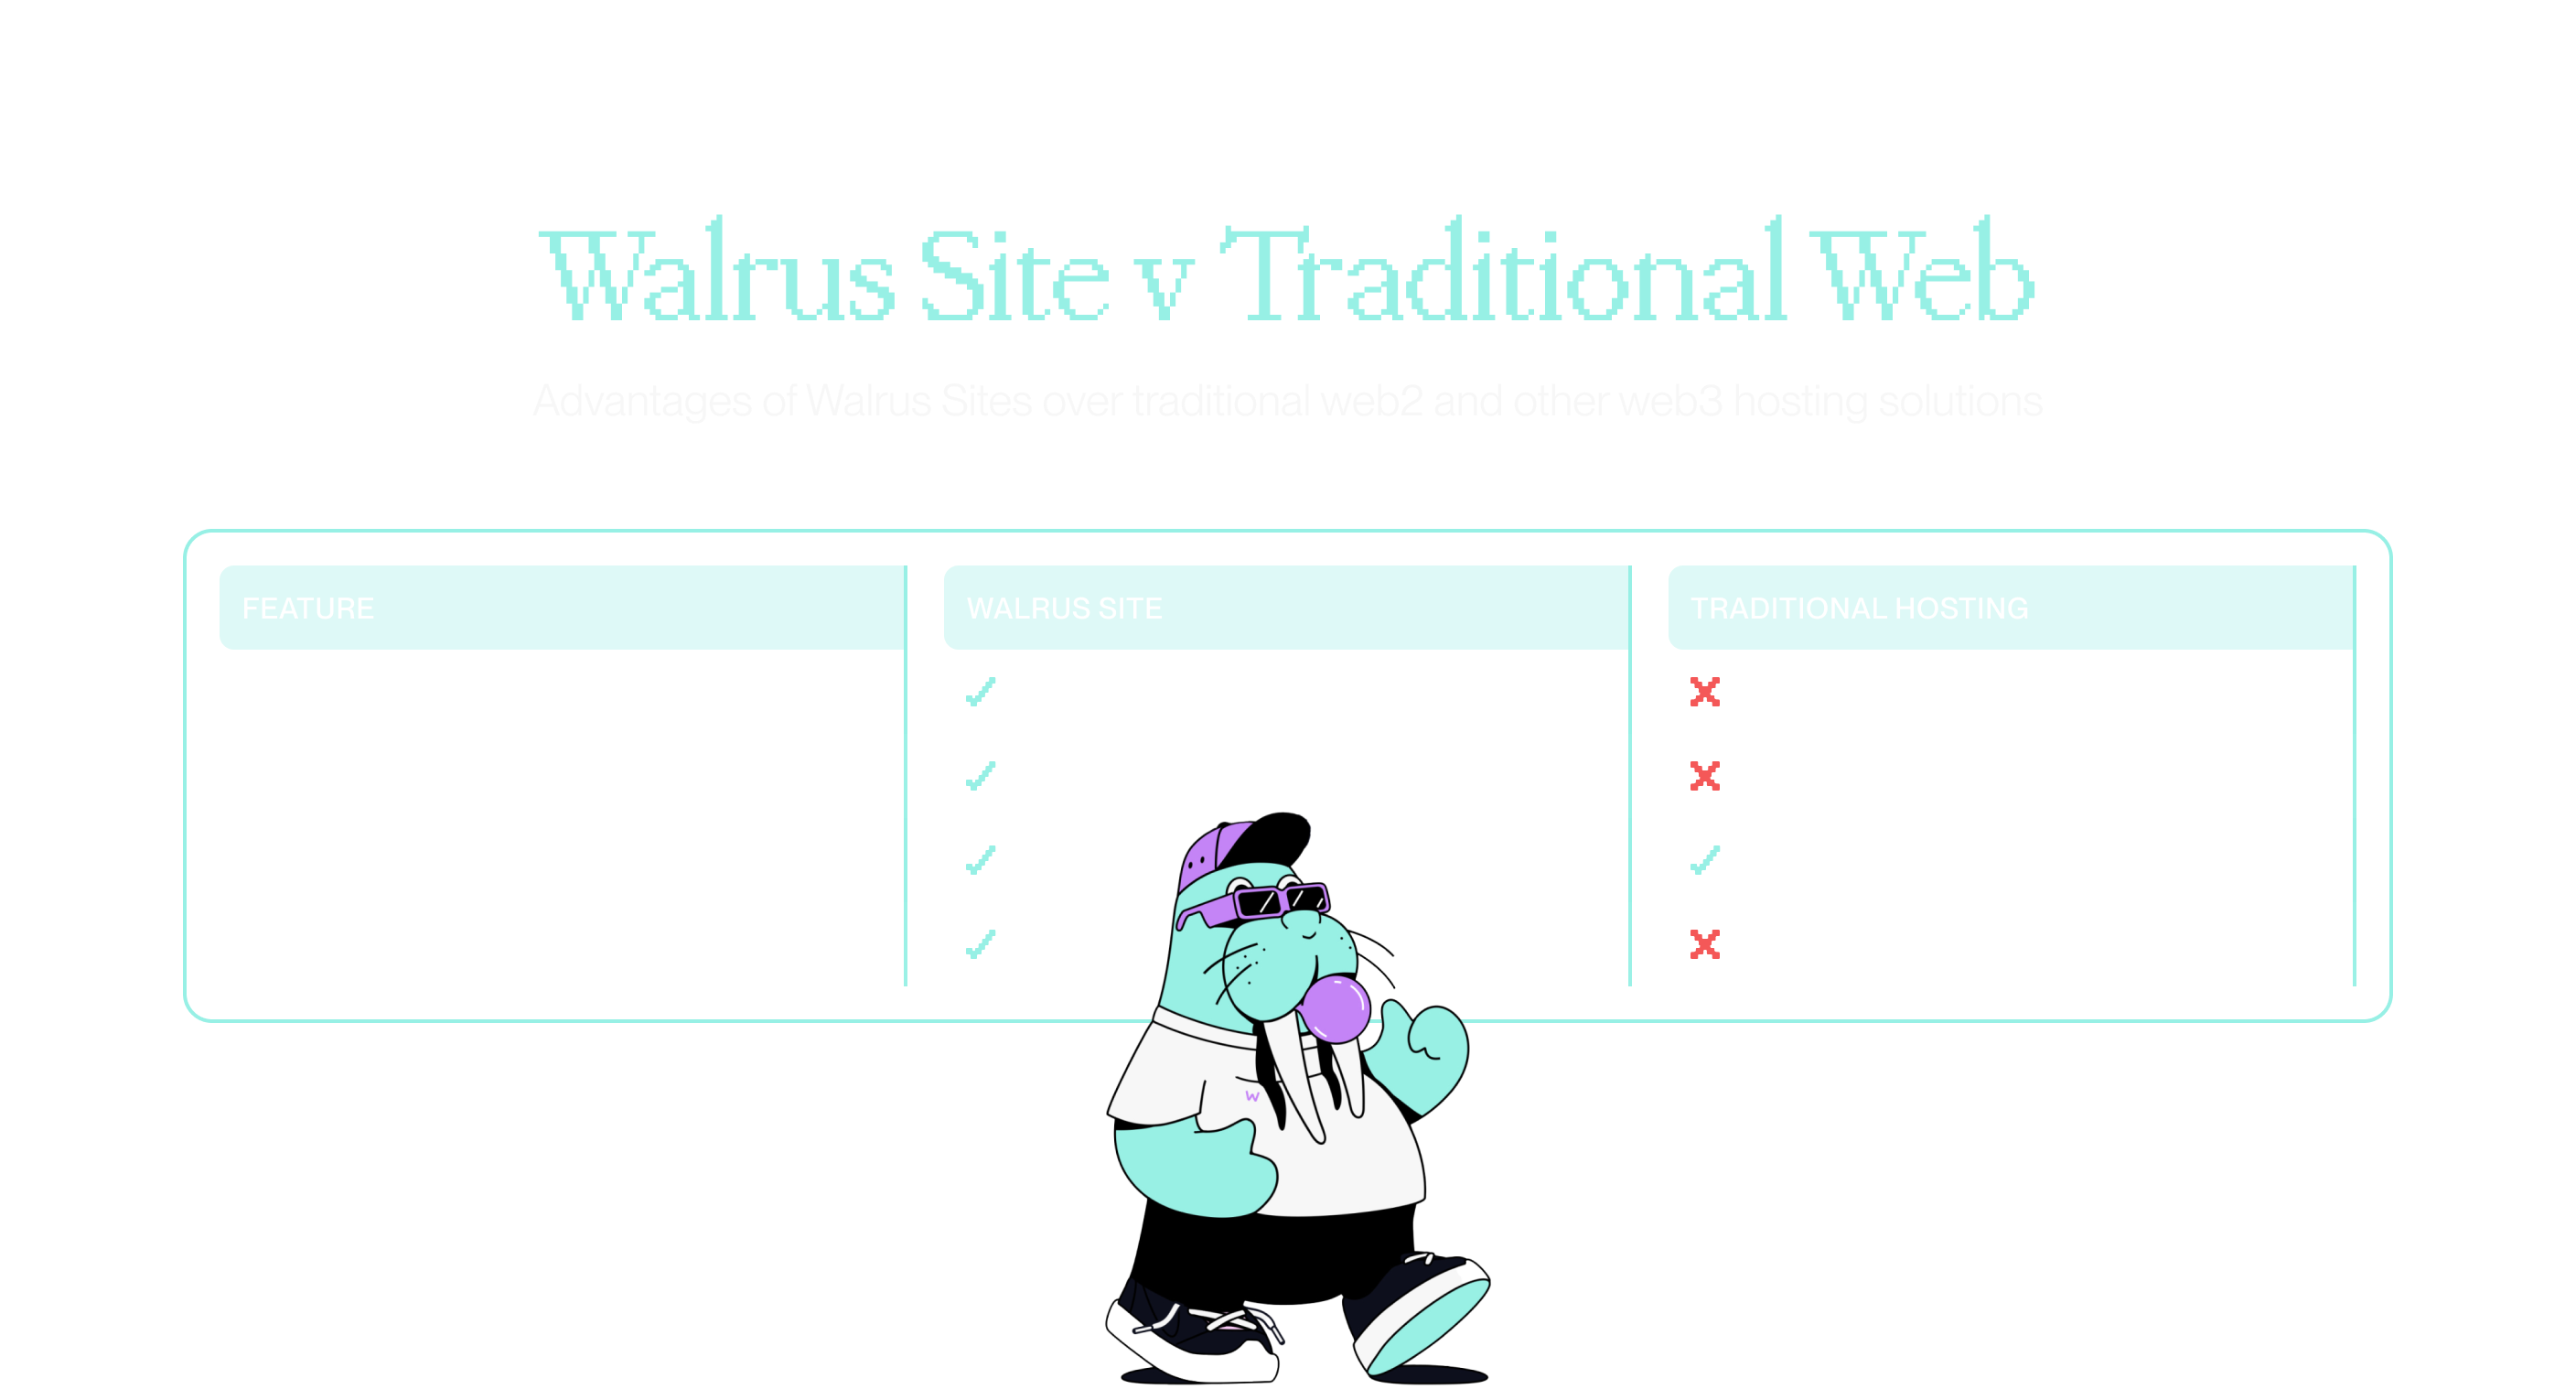 Walrus Site v Traditional Web
Advantages of Walrus Sites over traditional web2 and other web3 hosting solutions
FEATURE
WALRUS SITE
TRADITIONAL HOSTING
w